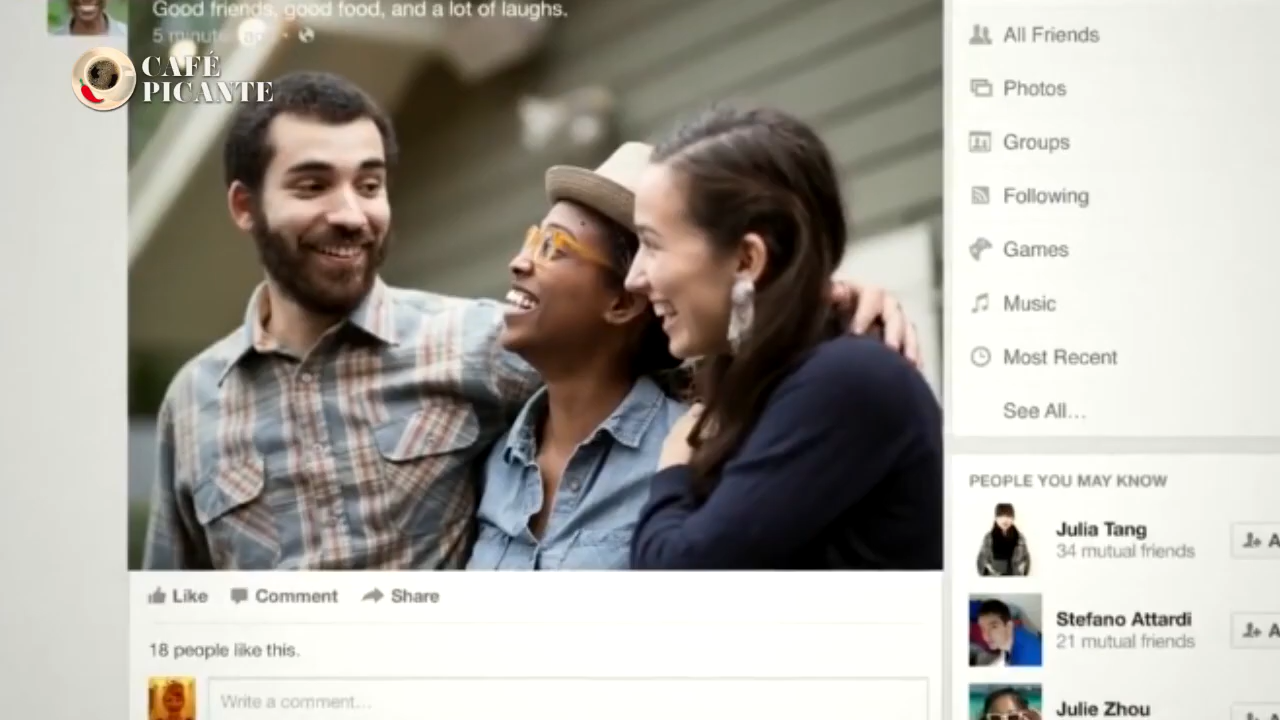 Good friends, good food, and a lot of laughs.
5 minutes ago
CAFÉ
PICANTE
Like Comment Share
18 people like this.
Write a comment...
All Friends
Photos
Groups
Following
Games
Music
Most Recent
See All...
PEOPLE YOU MAY KNOW
Julia Tang
34 mutual friends
Stefano Attardi
21 mutual friends
Julie Zhou